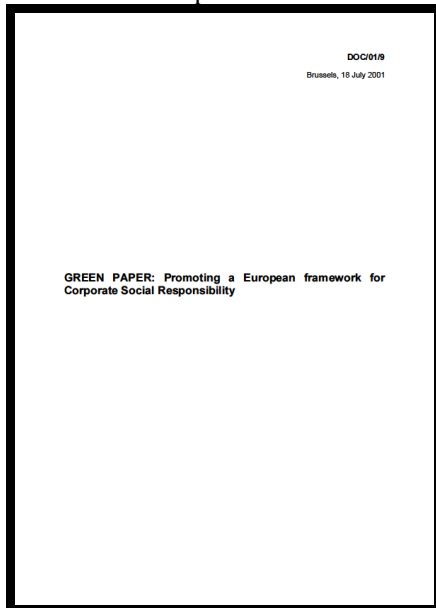 DOC/01/9
Brussels, 18 July 2001
GREEN PAPER: Promoting a European framework for
Corporate Social Responsibility